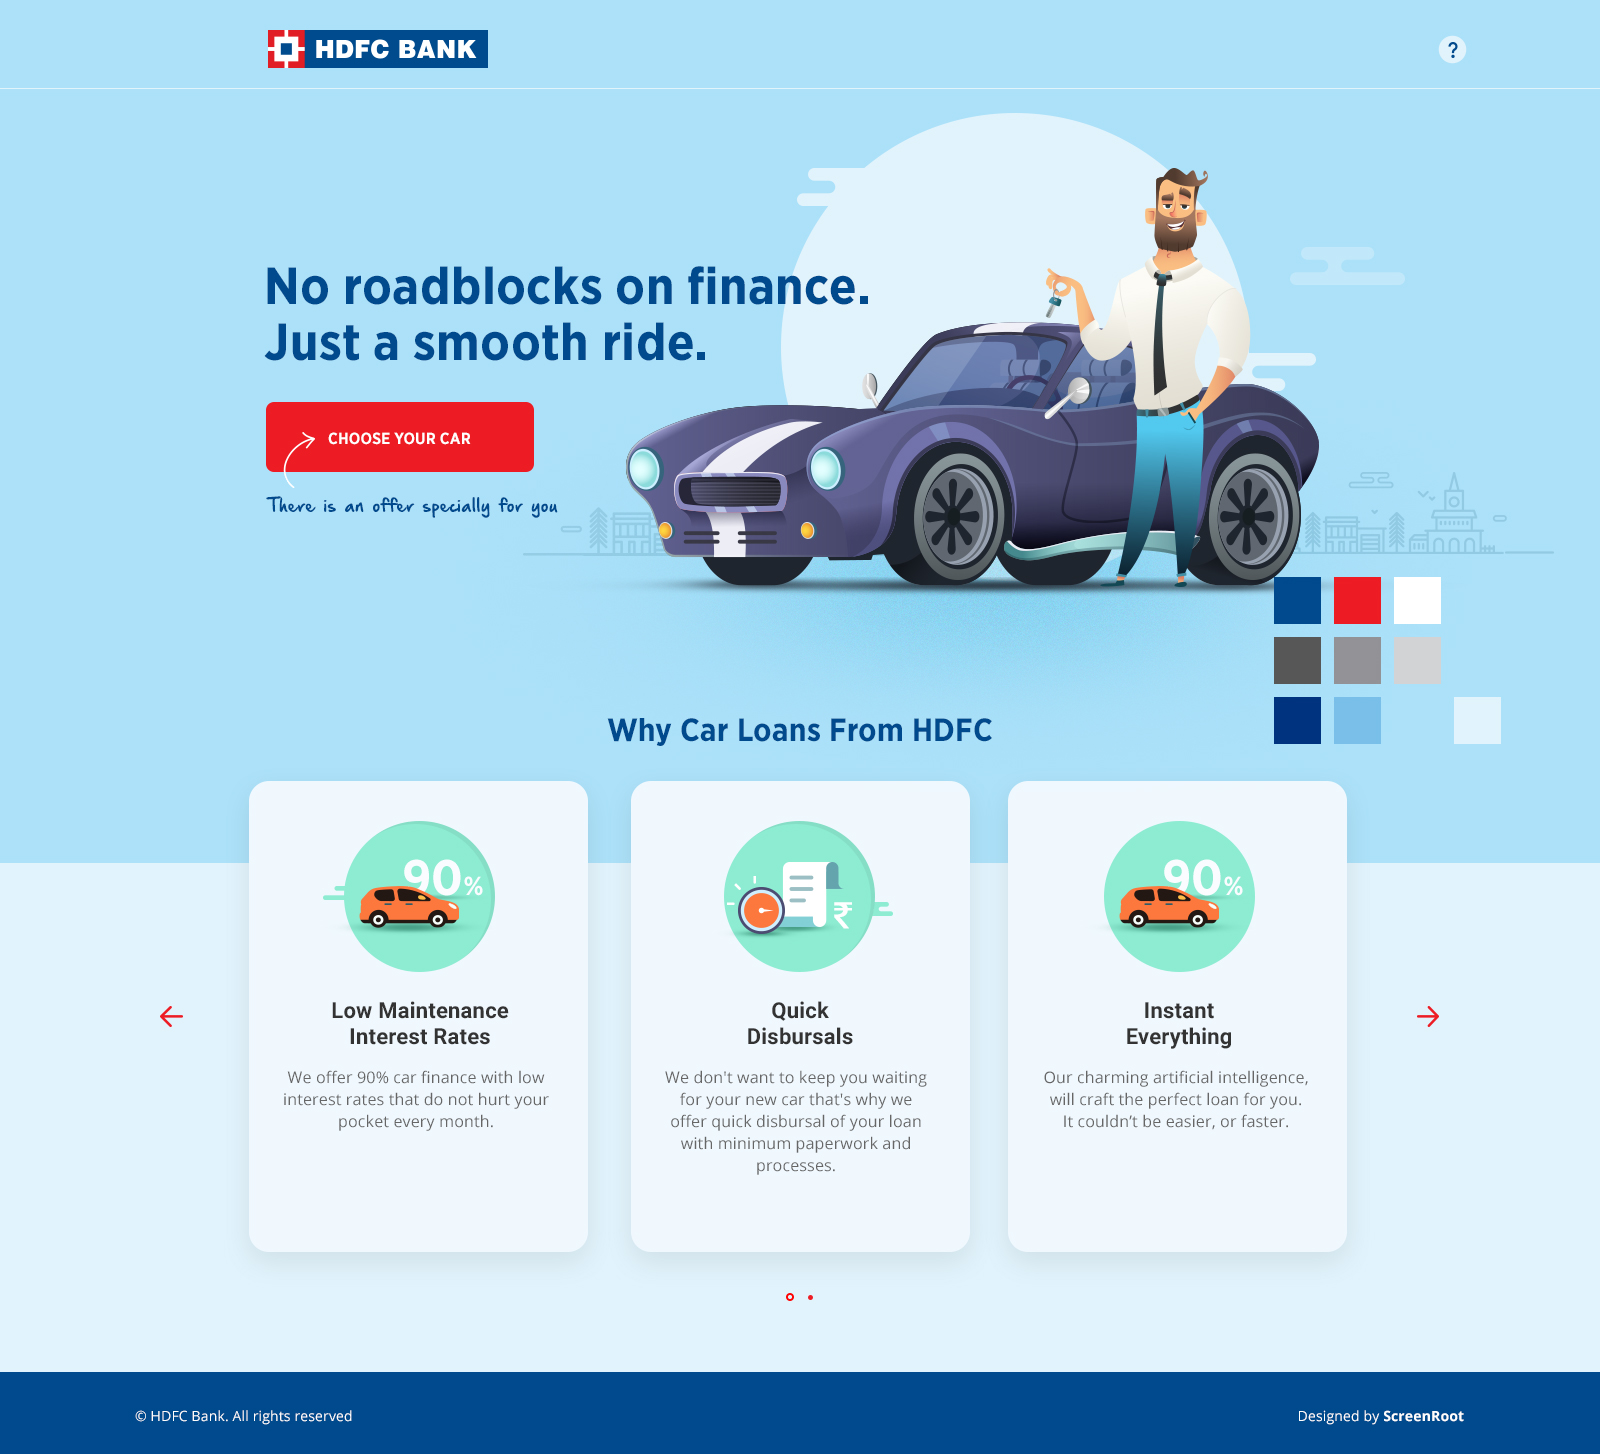 HDFC BANK
?
No roadblocks on finance.
Just a smooth ride.
CHOOSE YOUR CAR
There is an offer specially for you
Why Car Loans From HDFC
90%
Low Maintenance
Interest Rates
We offer 90% car finance with low
interest rates that do not hurt your
pocket every month.
₹
Quick
Disbursals
We don't want to keep you waiting
for your new car that's why we
offer quick disbursal of your loan
with minimum paperwork and
processes.
90%
Instant
Everything
Our charming artificial intelligence,
will craft the perfect loan for you.
It couldn’t be easier, or faster.
© HDFC Bank. All rights reserved
Designed by ScreenRoot